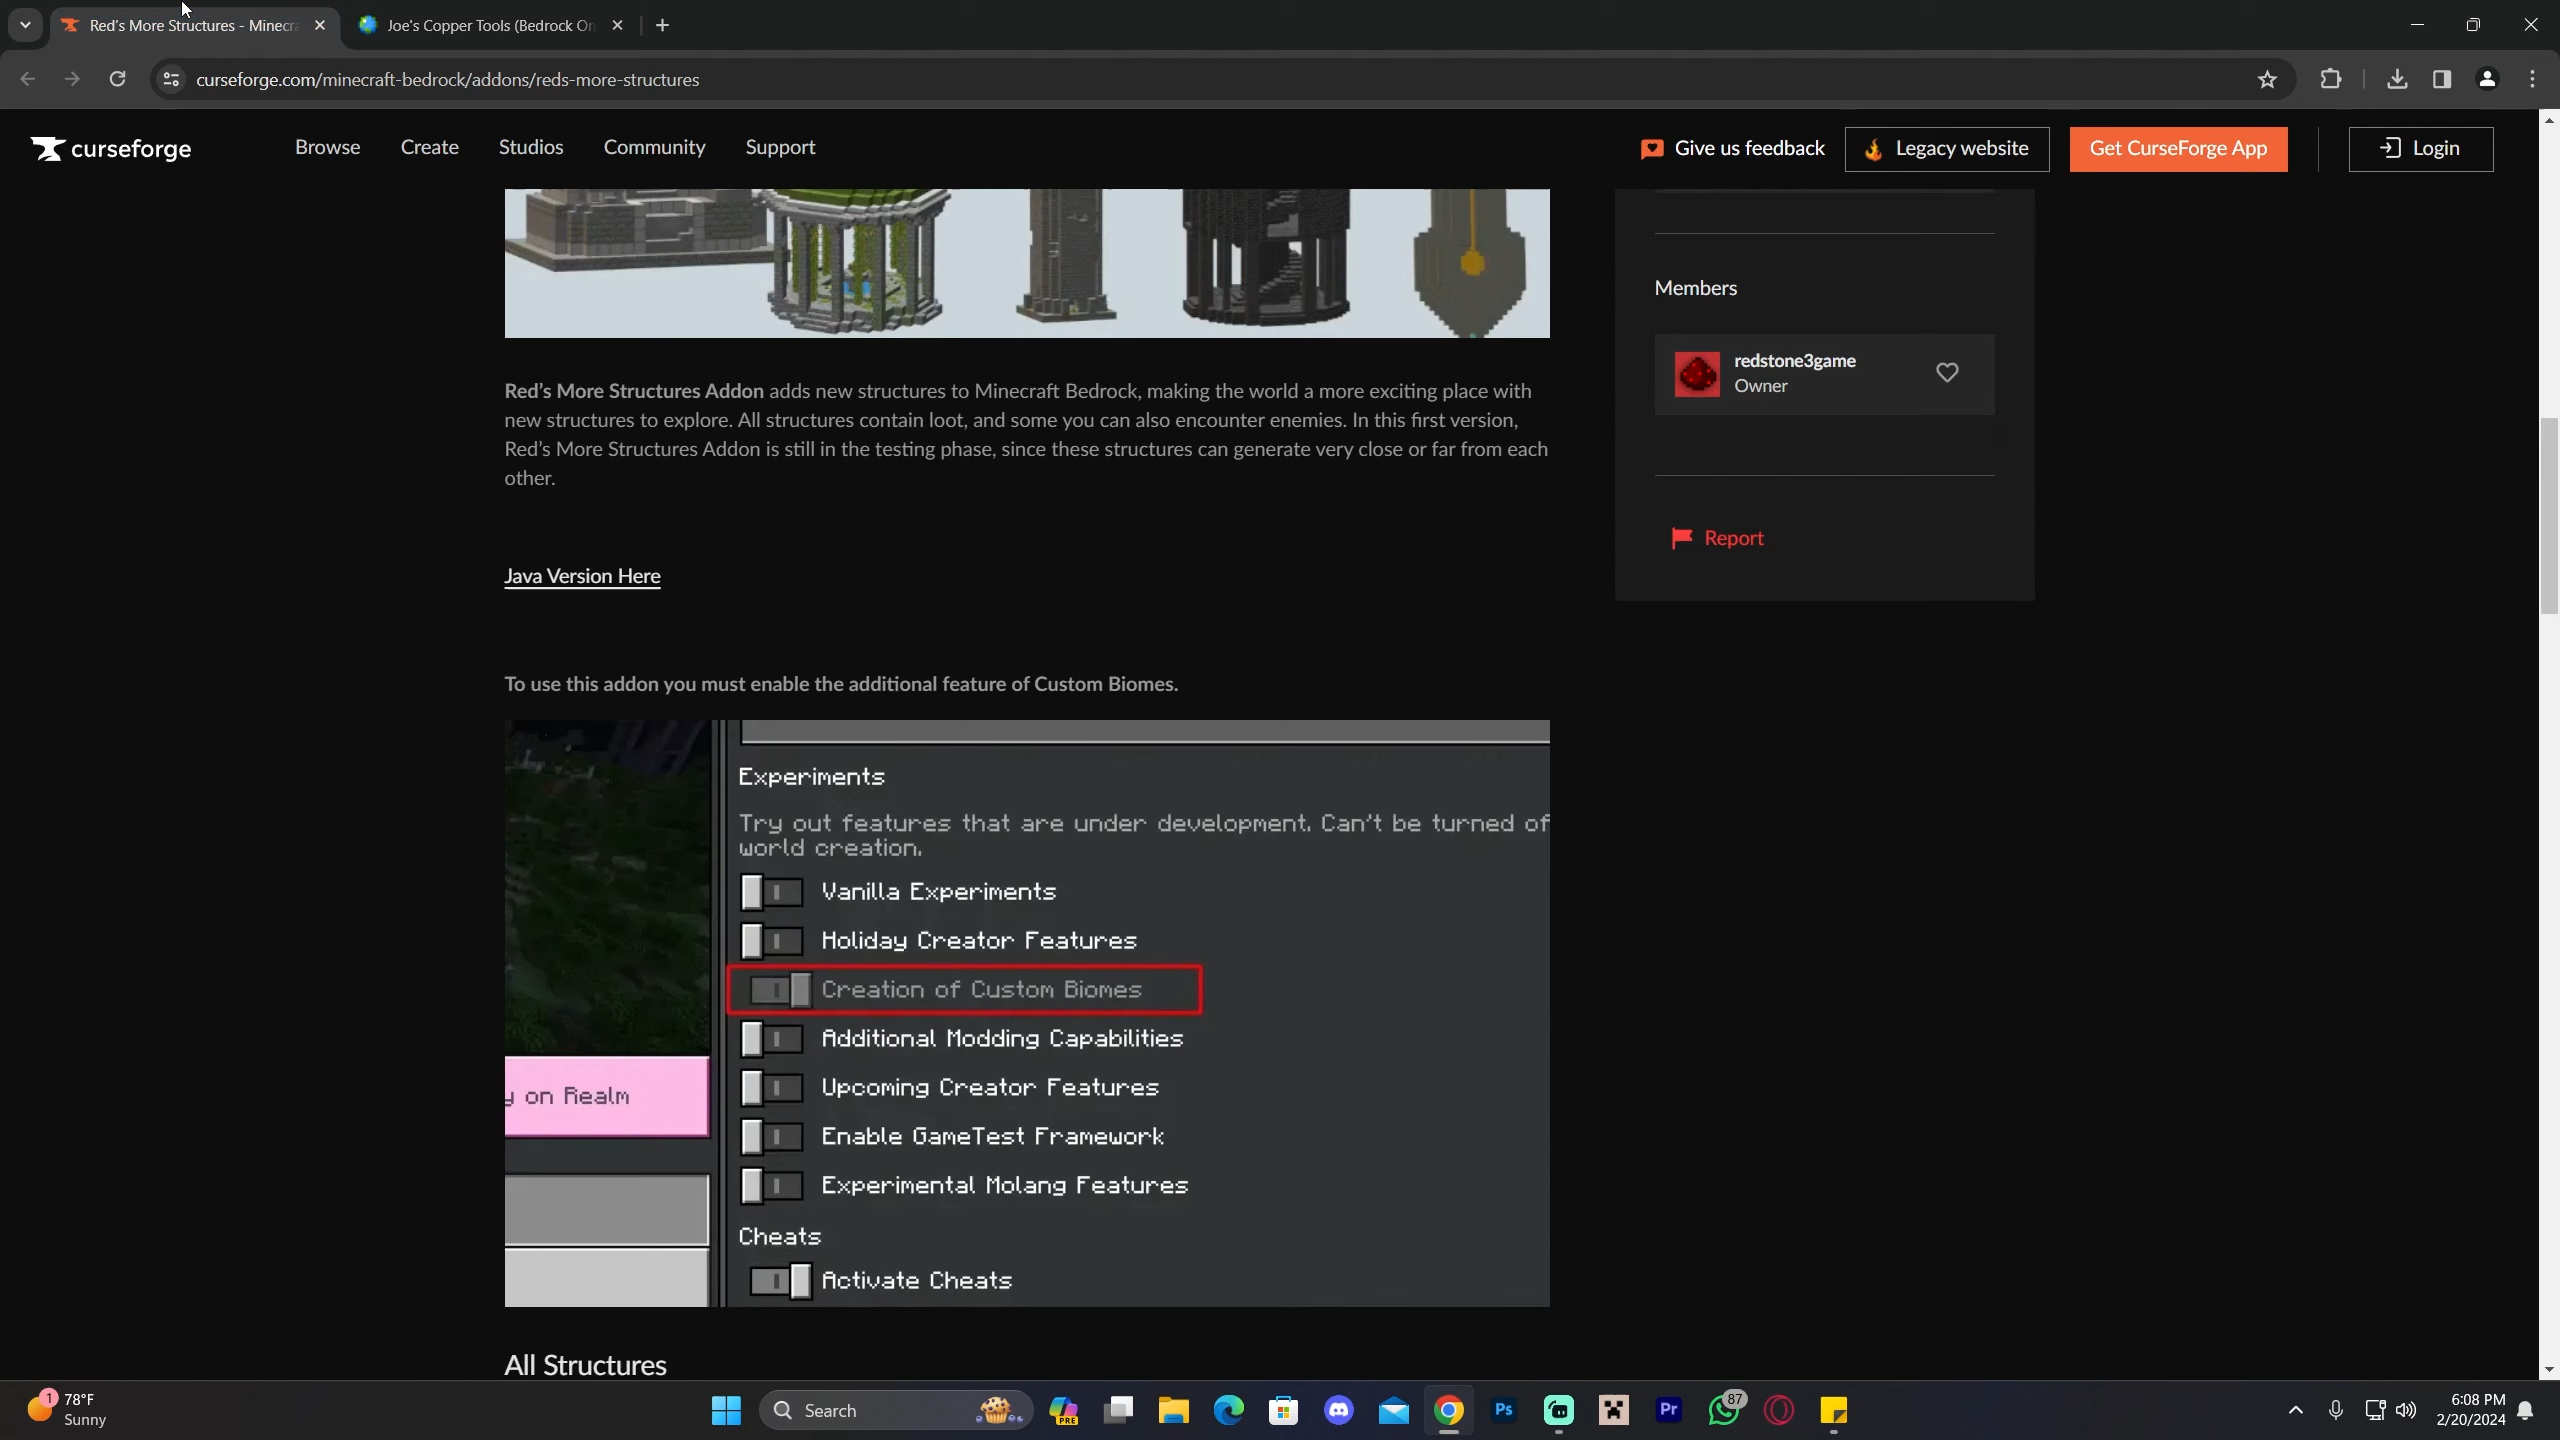 Red's More Structures - Minecra
Joe's Copper Tools (Bedrock On
curseforge.com/minecraft-bedrock/addons/reds-more-structures
curseforge
Browse
Create
Studios
Community
Support
Give us feedback
Legacy website
Get CurseForge App
Login
Members
redstone3game
Owner
Report
Red's More Structures Addon adds new structures to Minecraft Bedrock, making the world a more exciting place with
new structures to explore. All structures contain loot, and some you can also encounter enemies. In this first version,
Red's More Structures Addon is still in the testing phase, since these structures can generate very close or far from each
other.
Java Version Here
To use this addon you must enable the additional feature of Custom Biomes.
Experiments
Try out features that are under development. Can't be turned of
world creation.
Vanilla Experiments
Holiday Creator Features
Creation of Custom Biomes
Additional Modding Capabilities
Upcoming Creator Features
y on Realm
Enable GameTest Framework
Experimental Molang Features
Cheats
Activate Cheats
All Structures
1
78°F
Sunny
Search
PRE
Ps
Pr
87
6:08 PM
2/20/2024